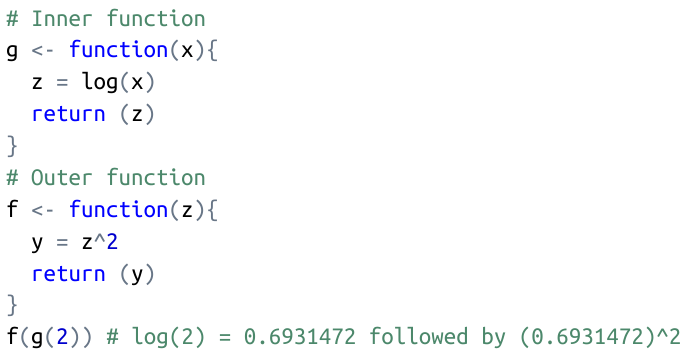 # Inner function
g <- function(x){
  z = log(x)
  return (z)
}
# Outer function
f <- function(z){
  y = z^2
  return (y)
}
f(g(2)) # log(2) = 0.6931472 followed by (0.6931472)^2